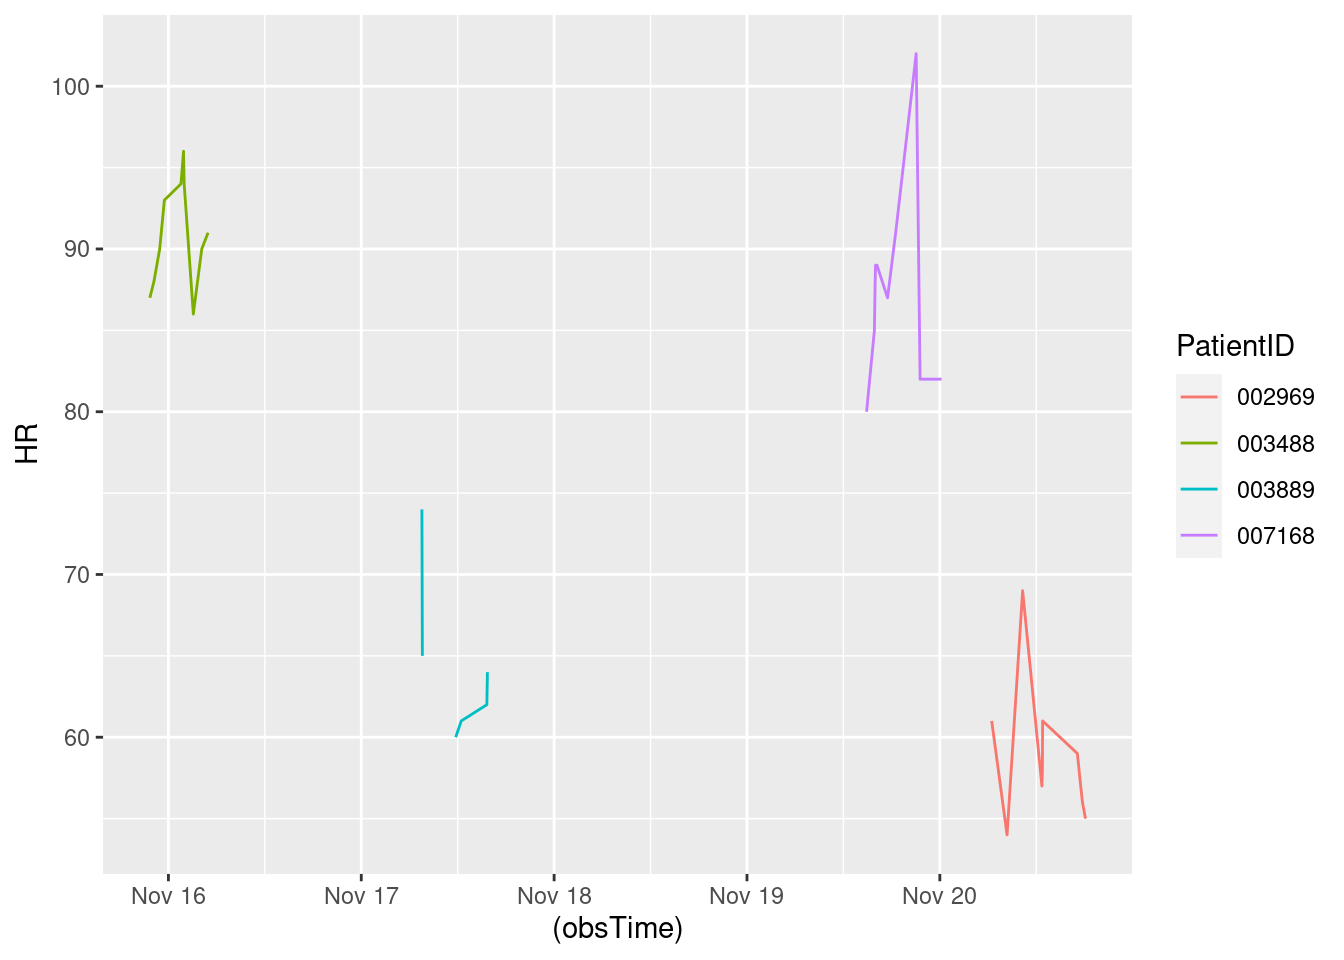 HR
100
90
80
70
60
Nov 16
Nov 17
Nov 18
Nov 19
Nov 20
(obsTime)
PatientID
002969
003488
003889
007168